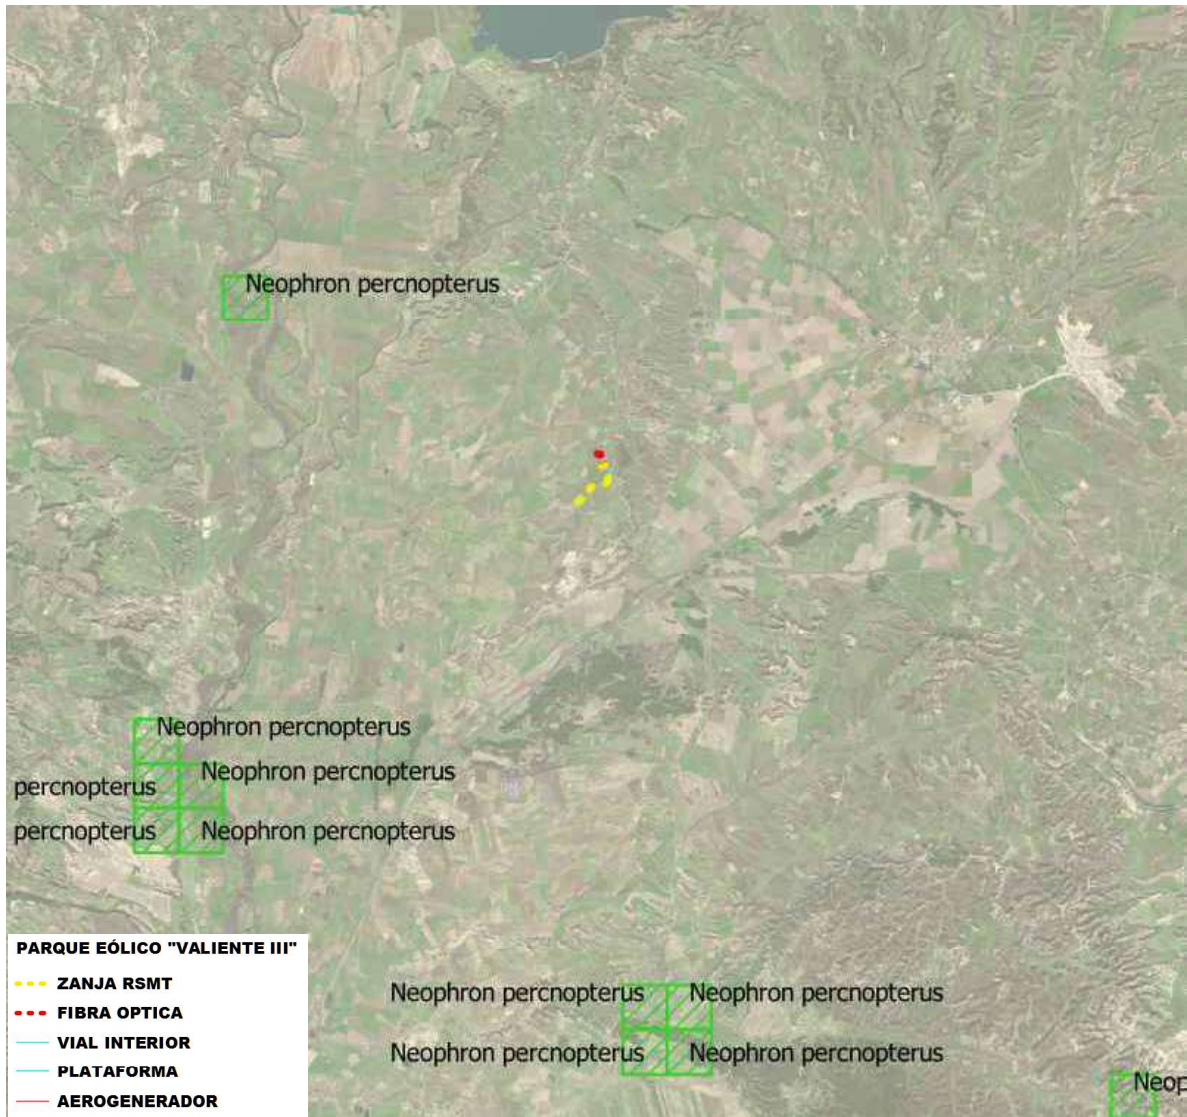 Neophron percnopterus
Neophron percnopterus
Neophron percnopterus
percnopterus
percnopterus
Neophron percnopterus
PARQUE EÓLICO "VALIENTE III"
ZANJA RSMT
FIBRA OPTICA
VIAL INTERIOR
PLATAFORMA
AEROGENERADOR
Neophron percnopterus
Neophron percnopterus
Neophron percnopterus
Neophron percnopterus
Neop